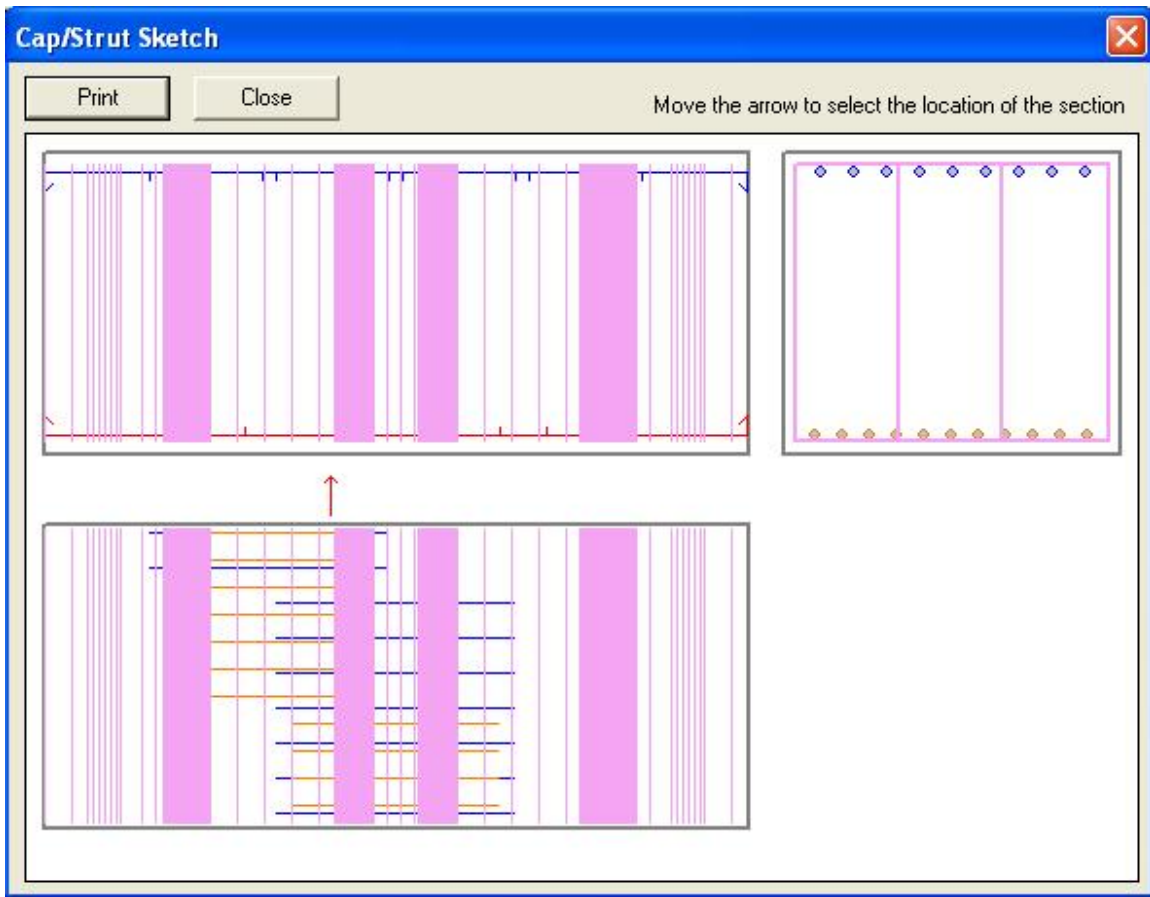 Cap/Strut Sketch
Print
Close
Move the arrow to select the location of the section